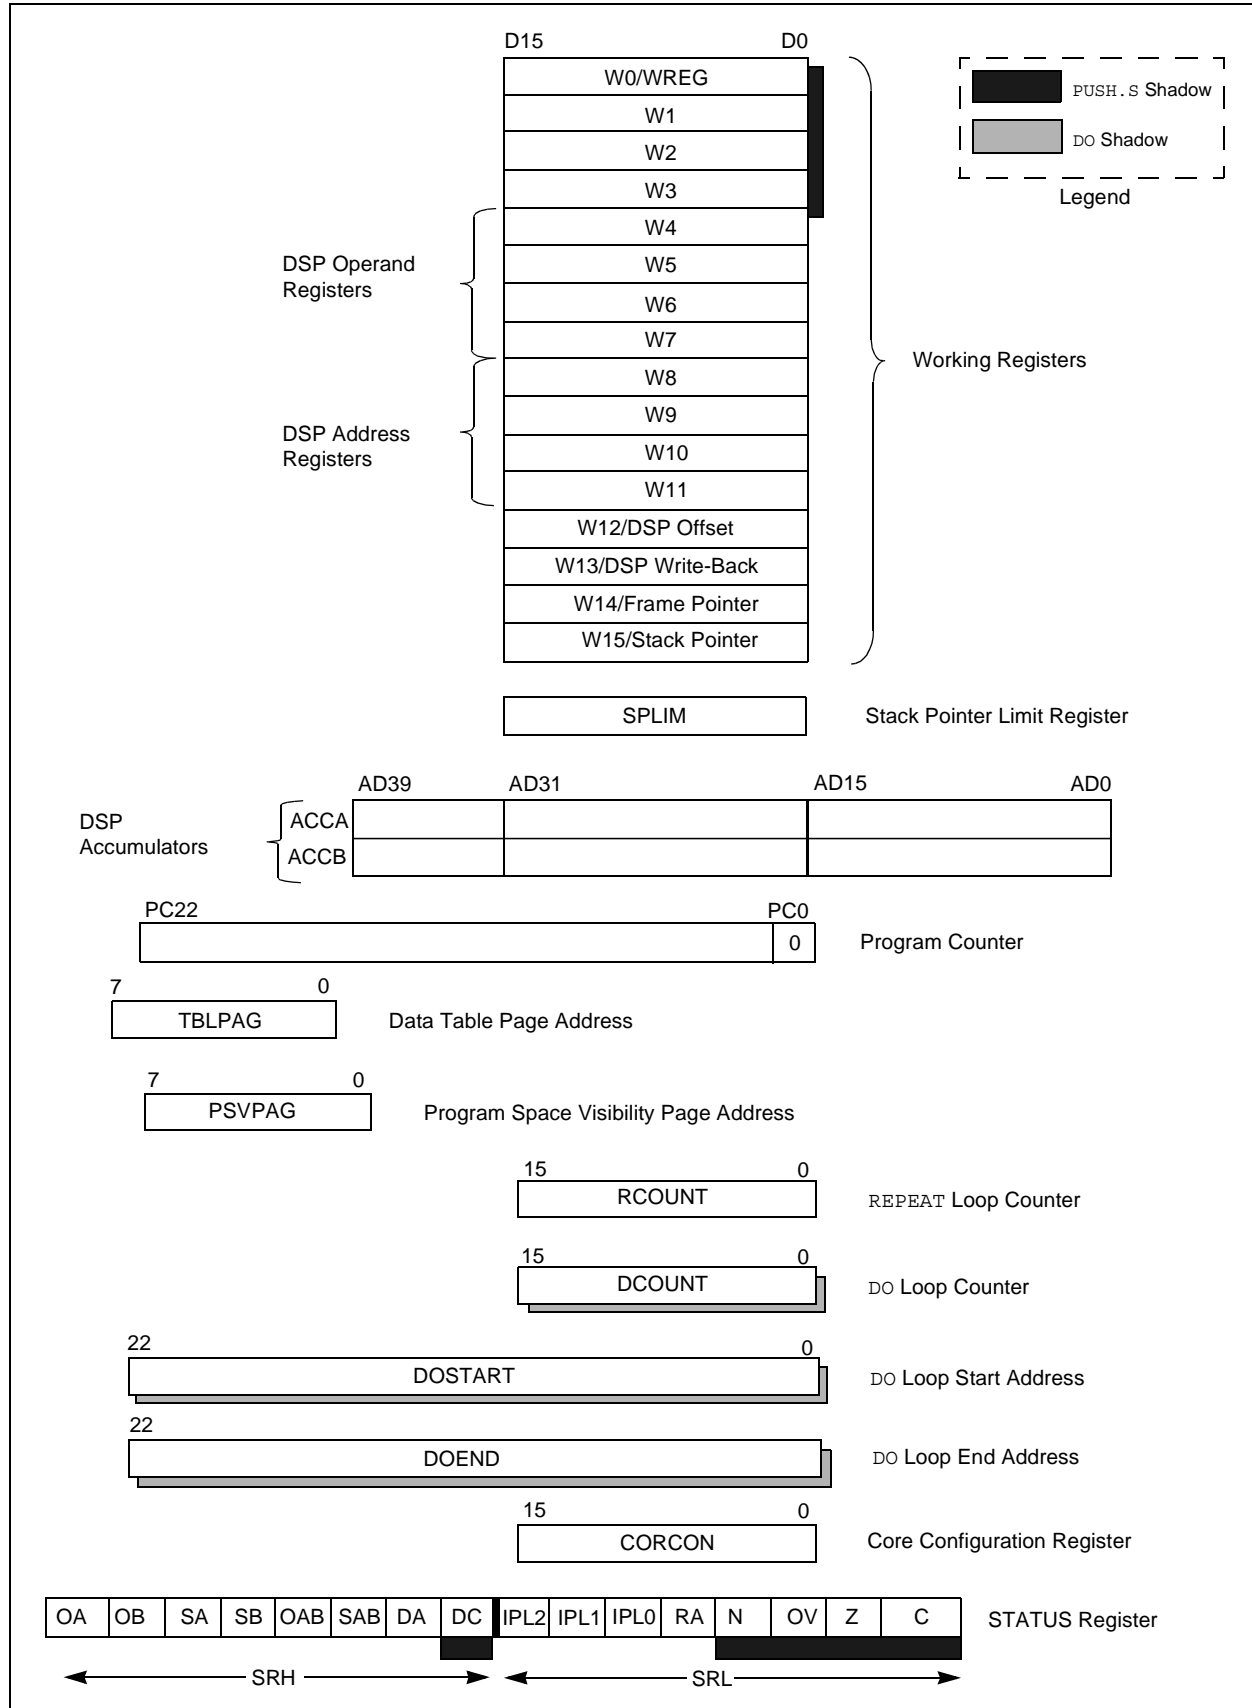 D15 D0
W0/WREG
PUSH.S Shadow
W1
DO Shadow
W2
W3
Legend
W4
DSP Operand
Registers
W5
W6
W7
Working Registers
W8
W9
DSP Address
Registers
W10
W11
W12/DSP Offset
W13/DSP Write-Back
W14/Frame Pointer
W15/Stack Pointer
SPLIM Stack Pointer Limit Register
AD39 AD31 AD15 AD0
DSP
Accumulators
ACCA
ACCB
PC22 PC0
0 Program Counter
7 0
TBLPAG Data Table Page Address
7 0
PSVPAG Program Space Visibility Page Address
15 0
RCOUNT REPEAT Loop Counter
15 0
DCOUNT DO Loop Counter
22 0
DOSTART DO Loop Start Address
22
DOEND DO Loop End Address
15 0
CORCON Core Configuration Register
OA OB SA SB OAB SAB DA DC IPL2 IPL1 IPL0 RA N OV Z C STATUS Register
SRH SRL